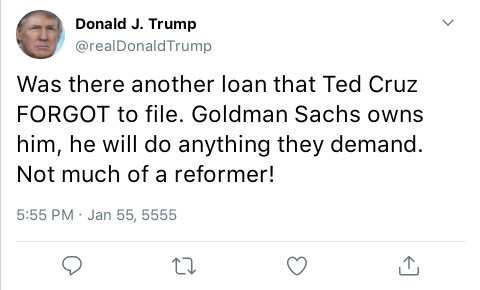 Donald J. Trump
@realDonaldTrump
Was there another loan that Ted Cruz
FORGOT to file. Goldman Sachs owns
him, he will do anything they demand.
Not much of a reformer!
5:55 PM · Jan 55, 5555